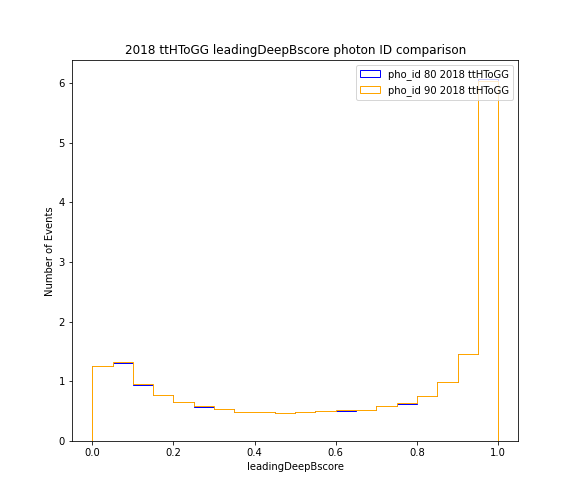 2018 ttHToGG leadingDeepBscore photon ID comparison
pho_id 80 2018 ttHToGG
pho_id 90 2018 ttHToGG
Number of Events
6
5
4
3
2
1
0
0.0 0.2 0.4 0.6 0.8 1.0
leadingDeepBscore